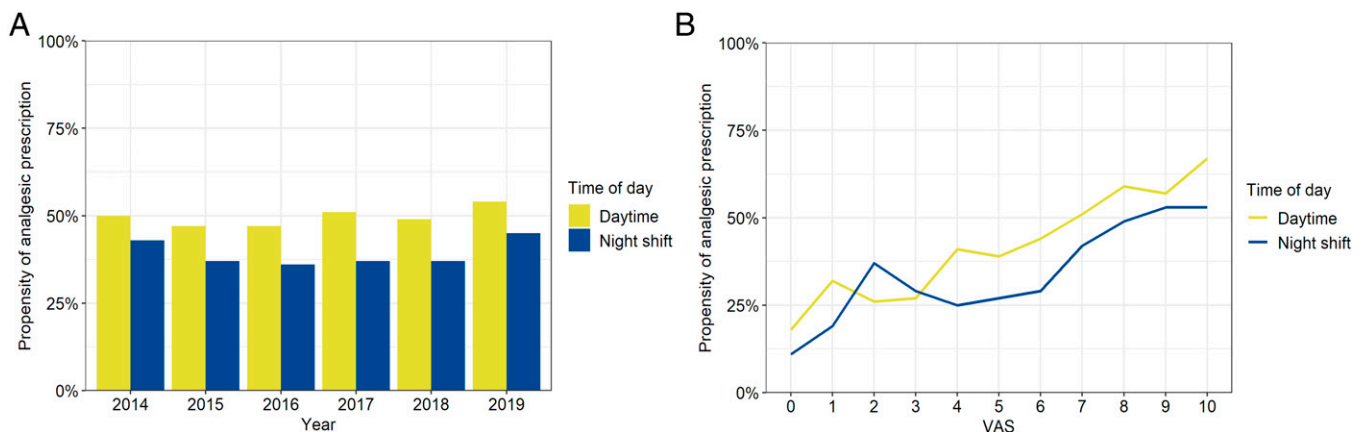 A
Propensity of analgesic prescription
100%
75%
50%
25%
0%
2014 2015 2016 2017 2018 2019
Year
Time of day
Daytime
Night shift
B
Propensity of analgesic prescription
100%
75%
50%
25%
0%
0 1 2 3 4 5 6 7 8 9 10
VAS
Time of day
Daytime
Night shift